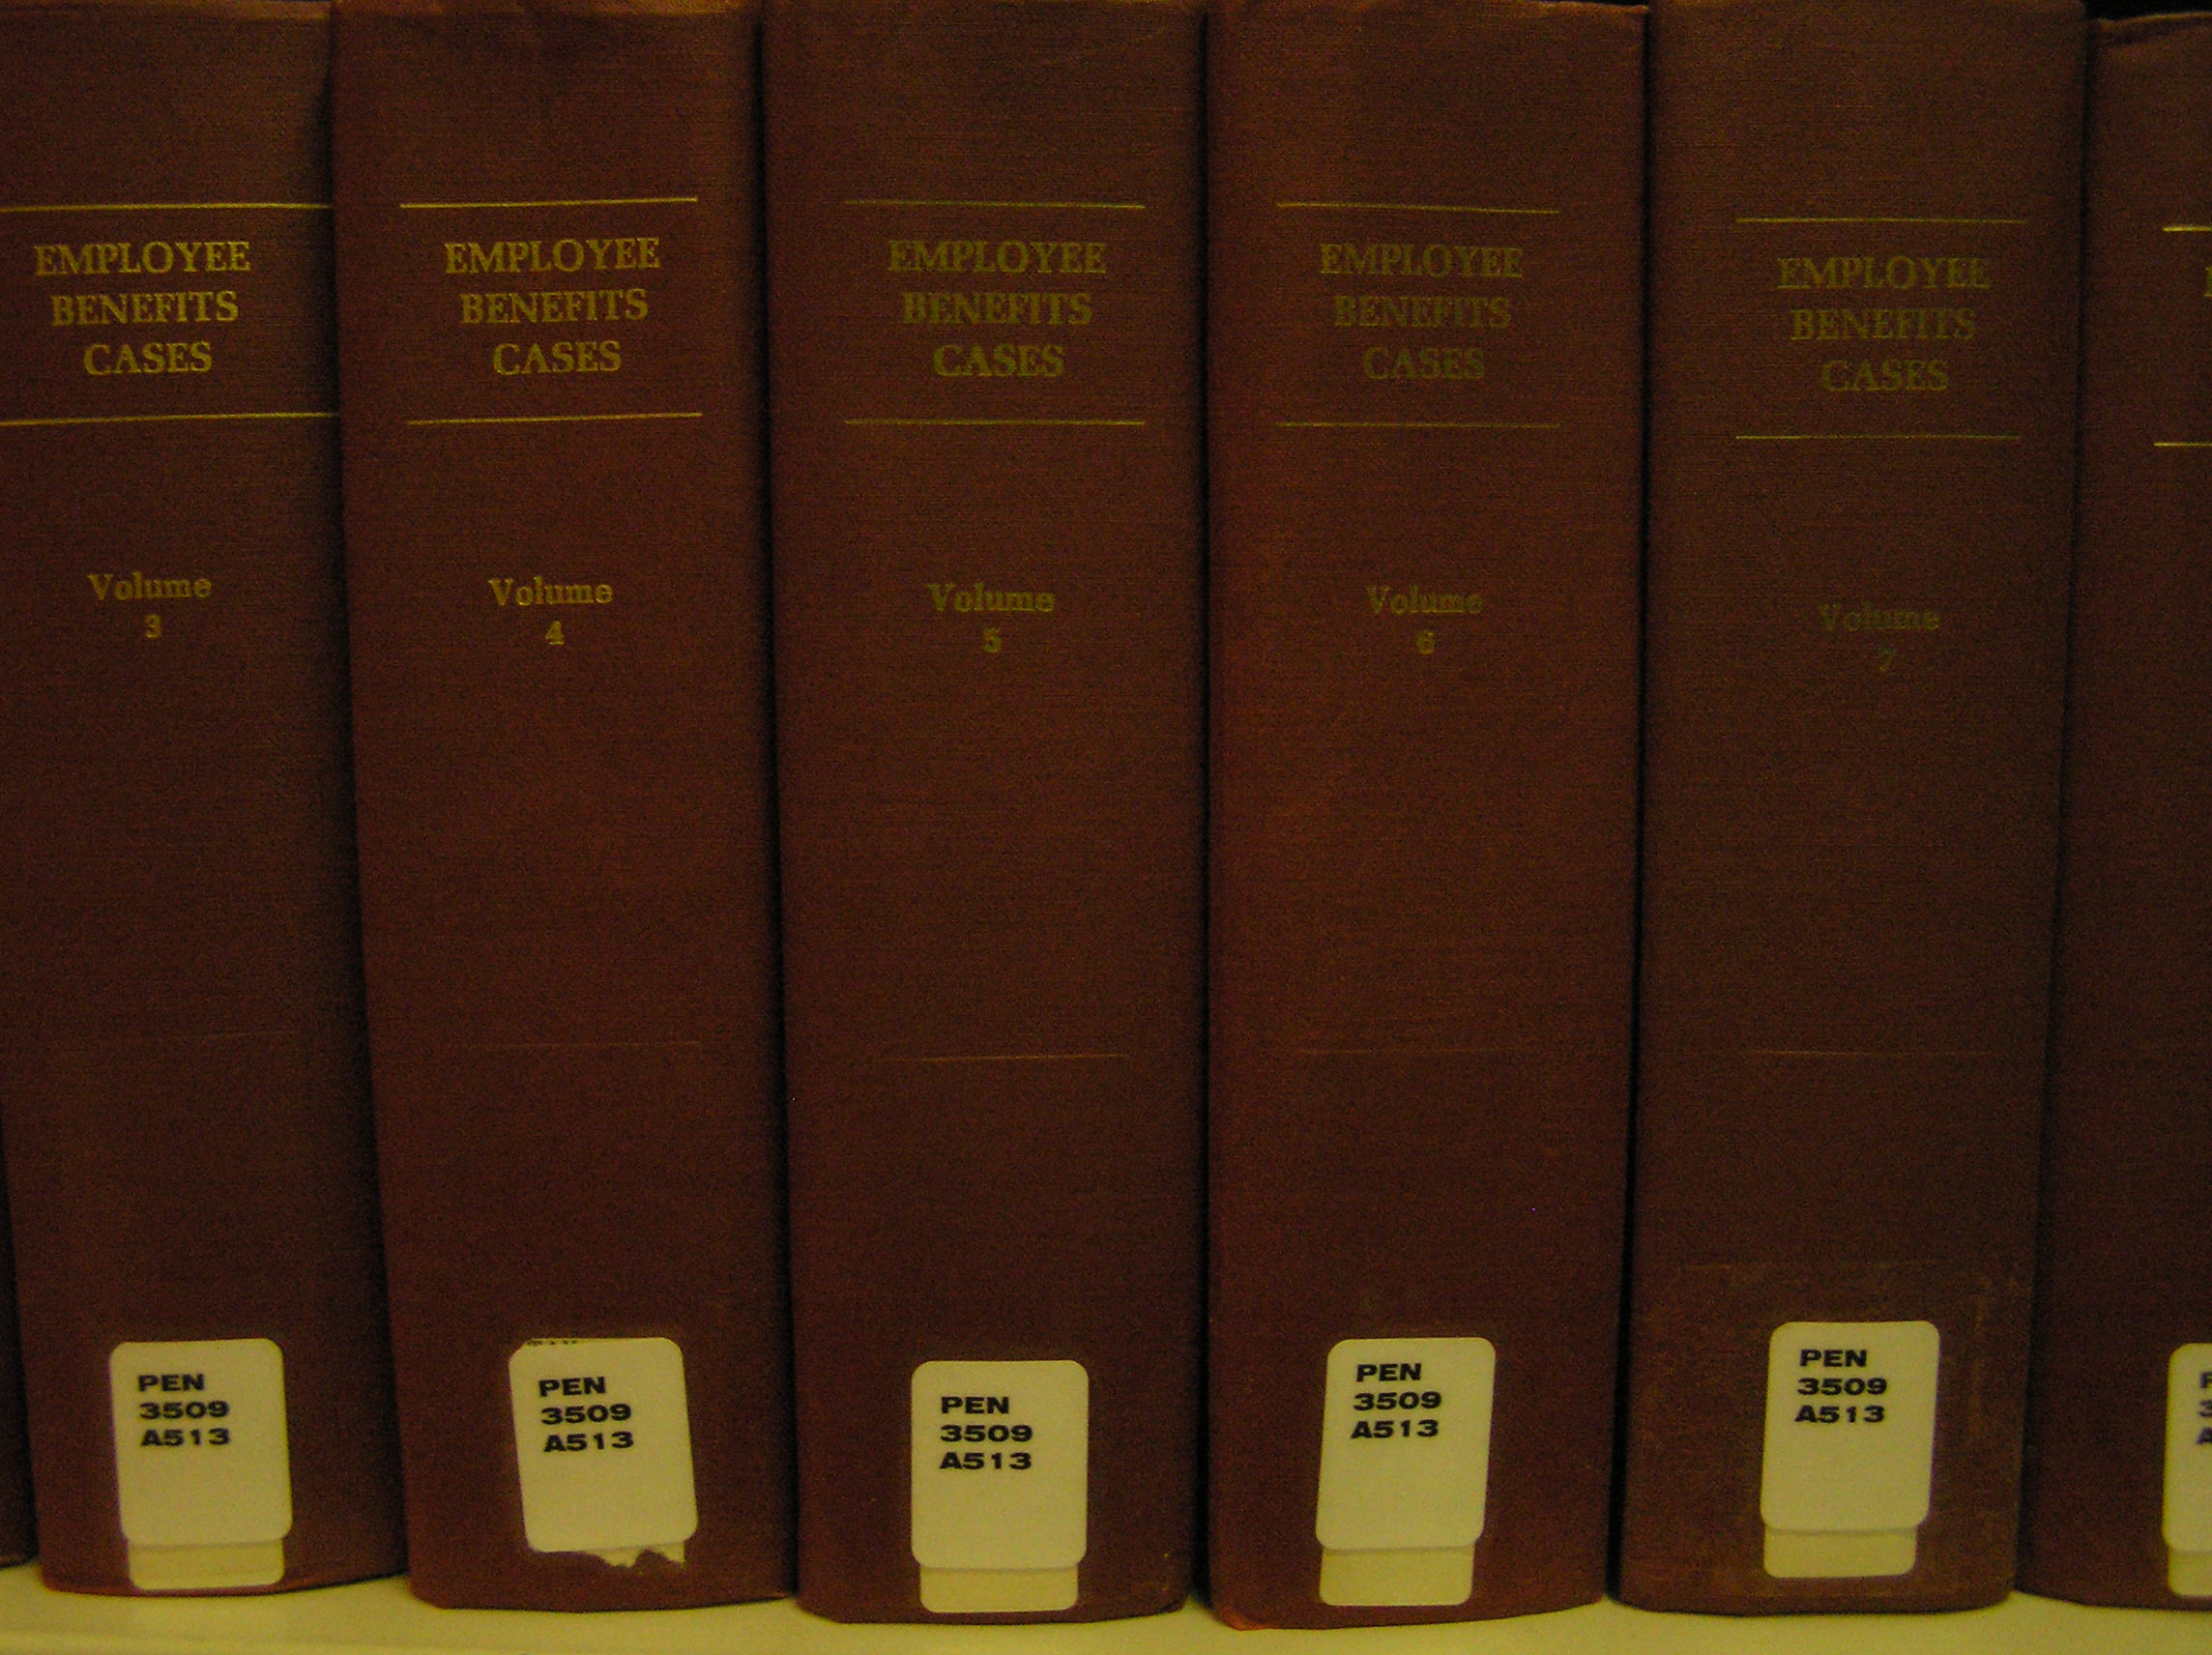 EMPLOYEE
BENEFITS
CASES
Volume
3
PEN
3509
A513
EMPLOYEE
BENEFITS
CASES
Volume
4
PEN
3509
A513
EMPLOYEE
BENEFITS
CASES
Volume
5
PEN
3509
A513
EMPLOYEE
BENEFITS
CASES
Volume
6
PEN
3509
A513
EMPLOYEE
BENEFITS
CASES
Volume
7
PEN
3509
A513